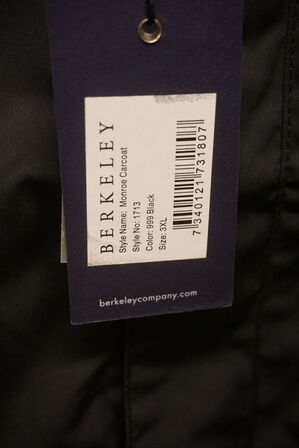 BERKELEY
Style Name: Monroe Carcoat
Style No: 1713
Color: 999 Black
Size: 3XL
7 340121 731807
berkeleycompany.com